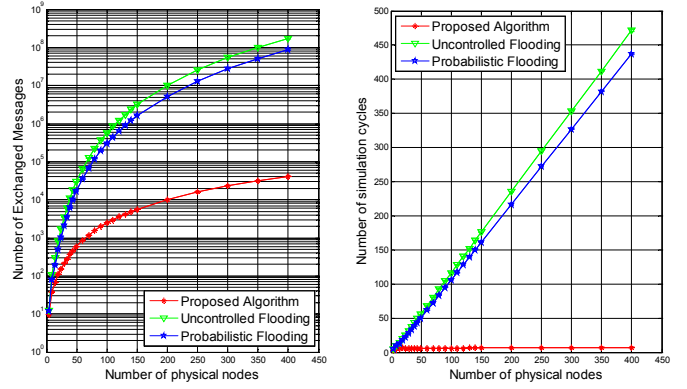 10^9
10^8
10^7
10^6
10^5
10^4
10^3
10^2
10^1
10^0
Number of Exchanged Messages
Proposed Algorithm
Uncontrolled Flooding
Probabilistic Flooding
0 50 100 150 200 250 300 350 400 450
Number of physical nodes
500
450
400
350
300
250
200
150
100
50
0
Number of simulation cycles
Proposed Algorithm
Uncontrolled Flooding
Probabilistic Flooding
0 50 100 150 200 250 300 350 400 450
Number of physical nodes